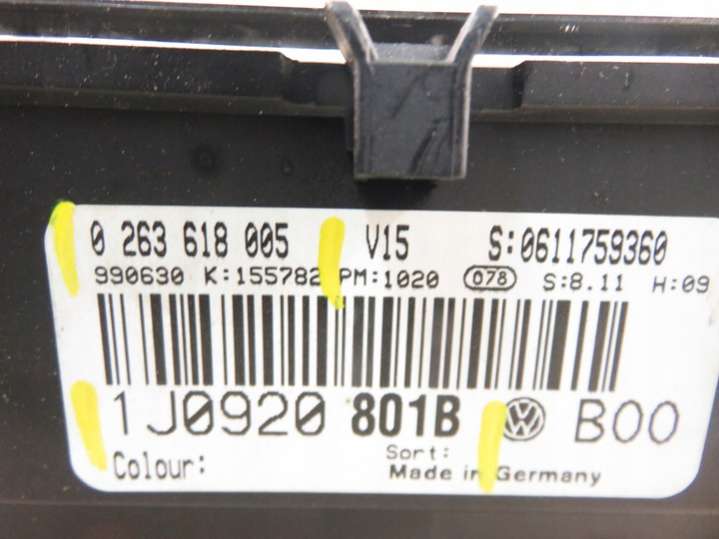 0 263 618 005 V15 S:0611759360
990630 K:155782 PM:1020 078 S:8.11 H:09
1J0920 801B VW B00
Colour: Sort:
Made in Germany